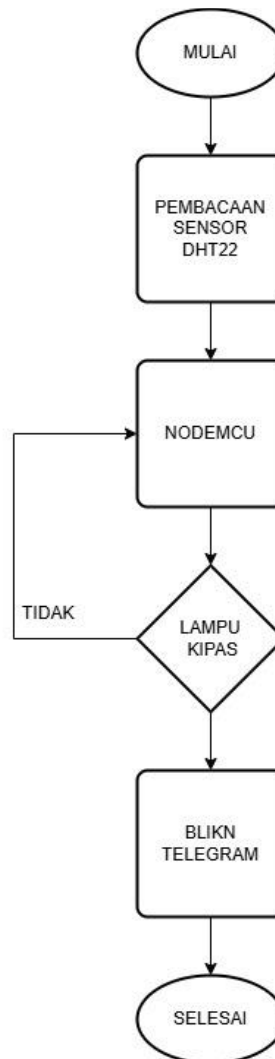 MULAI
PEMBACAAN
SENSOR
DHT22
NODEMCU
TIDAK
LAMPU
KIPAS
BLIKN
TELEGRAM
SELESAI